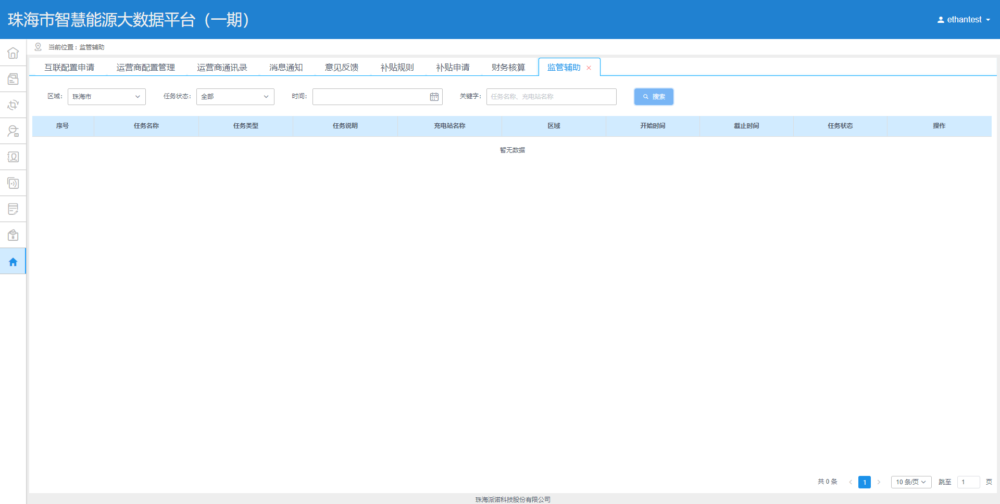 珠海市智慧能源大数据平台（一期）
ethantest
当前位置：监管辅助
互联配置申请 运营商配置管理 运营商通讯录 消息通知 意见反馈 补贴规则 补贴申请 财务核算 监管辅助
区域: 珠海市 任务状态: 全部 时间: 关键字: 任务名称、充电站名称 搜索
序号 任务名称 任务类型 任务说明 充电站名称 区域 开始时间 截止时间 任务状态 操作
暂无数据
共 0 条 1 10 条/页 跳至 1 页
珠海派诺科技股份有限公司